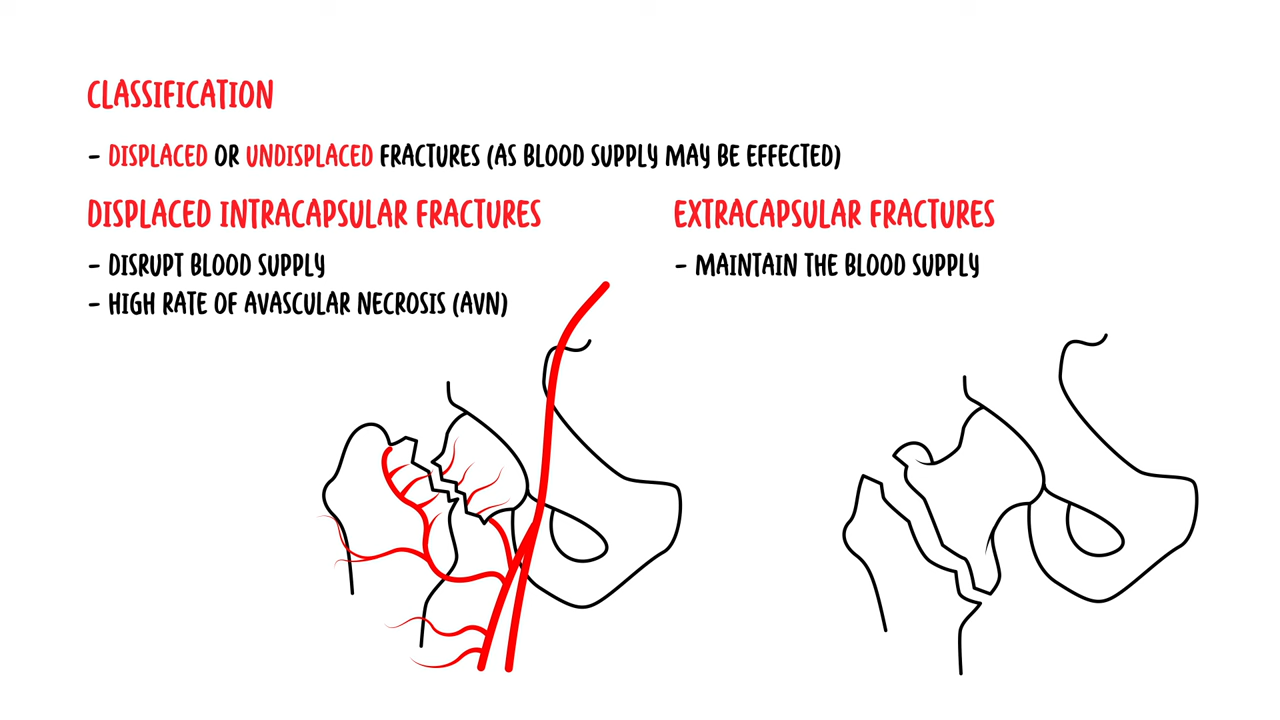 CLASSIFICATION
- DISPLACED OR UNDISPLACED FRACTURES (AS BLOOD SUPPLY MAY BE EFFECTED)
DISPLACED INTRACAPSULAR FRACTURES
- DISRUPT BLOOD SUPPLY
- HIGH RATE OF AVASCULAR NECROSIS (AVN)
EXTRACAPSULAR FRACTURES
- MAINTAIN THE BLOOD SUPPLY